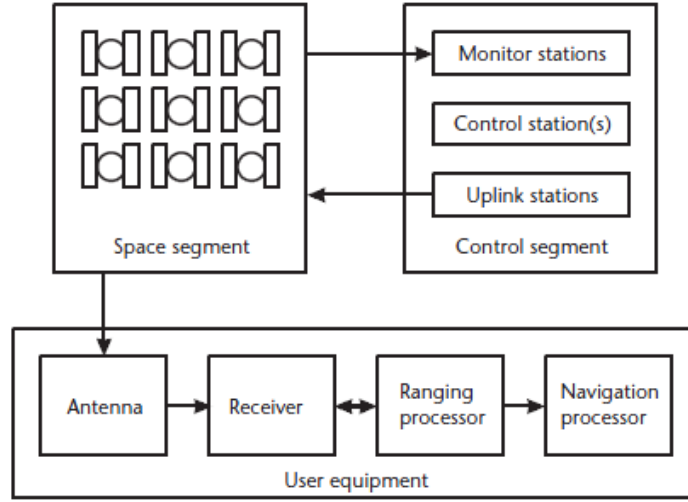 Monitor stations
Control station(s)
Uplink stations
Space segment
Control segment
Antenna
Receiver
Ranging
processor
Navigation
processor
User equipment